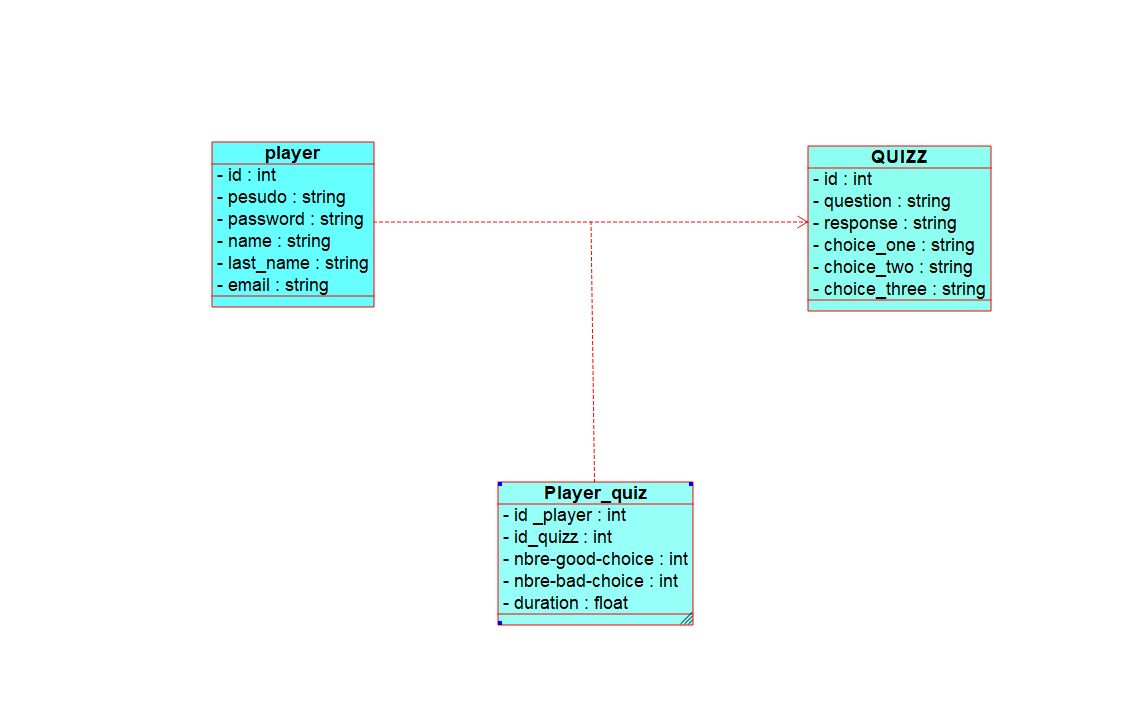 player
- id : int
- pesudo : string
- password : string
- name : string
- last_name : string
- email : string
QUIZZ
- id : int
- question : string
- response : string
- choice_one : string
- choice_two : string
- choice_three : string
Player_quiz
- id _player : int
- id_quizz : int
- nbre-good-choice : int
- nbre-bad-choice : int
- duration : float